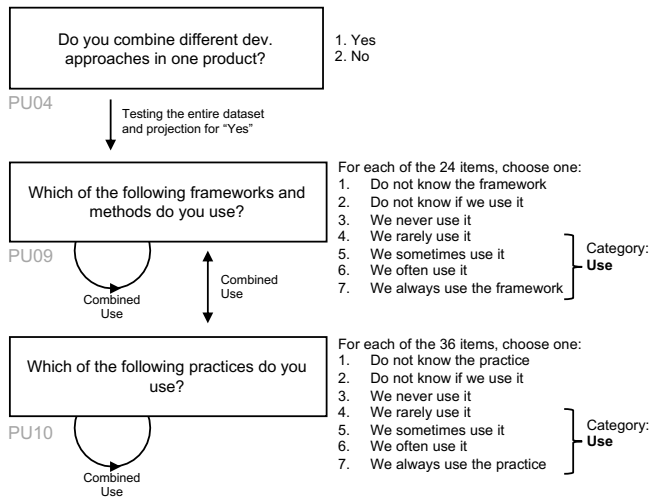 Do you combine different dev.
approaches in one product?
1. Yes
2. No
PU04
Testing the entire dataset
and projection for “Yes”
Which of the following frameworks and
methods do you use?
PU09
For each of the 24 items, choose one:
1. Do not know the framework
2. Do not know if we use it
3. We never use it
4. We rarely use it
5. We sometimes use it
6. We often use it
7. We always use the framework
Category:
Use
Combined
Use
Combined
Use
Which of the following practices do you
use?
PU10
For each of the 36 items, choose one:
1. Do not know the practice
2. Do not know if we use it
3. We never use it
4. We rarely use it
5. We sometimes use it
6. We often use it
7. We always use the practice
Category:
Use
Combined
Use